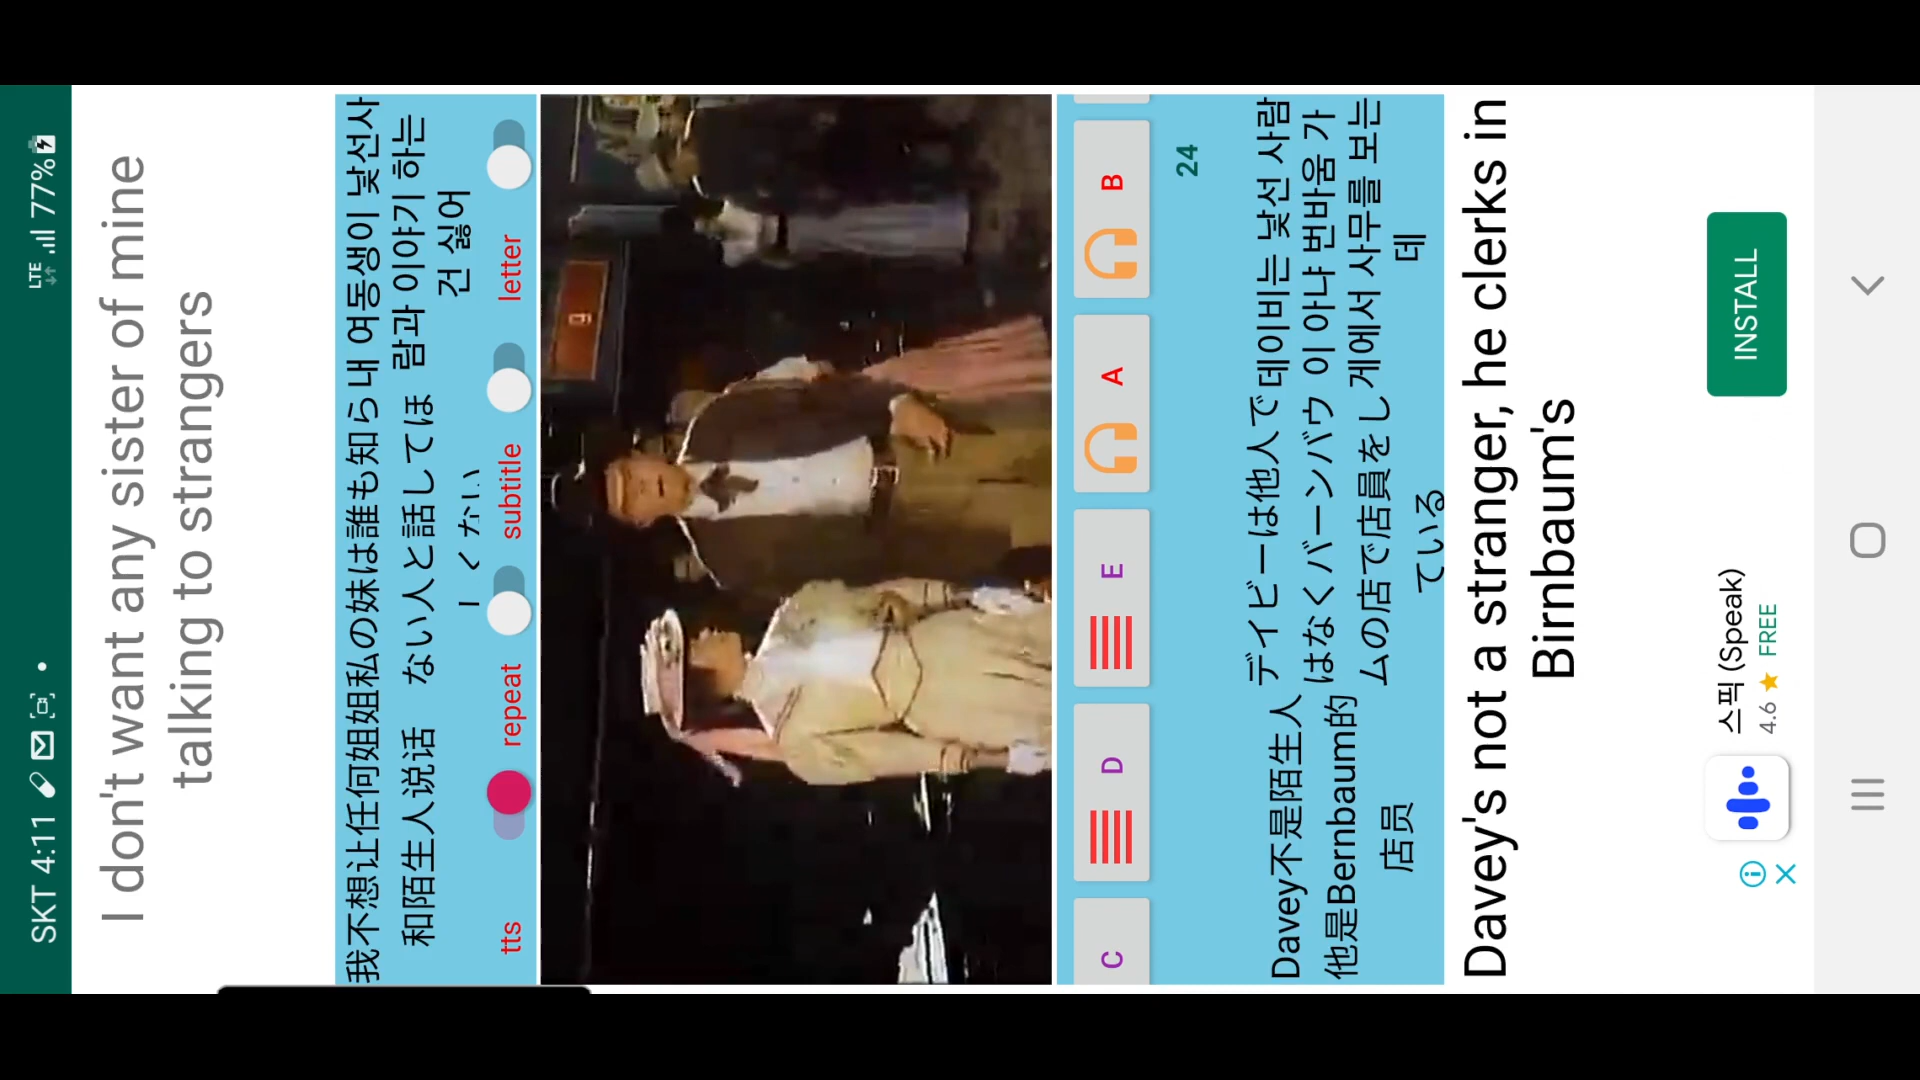 SKT 4:11
LTE
77%
I don't want any sister of mine
talking to strangers
我不想让任何姐姐
和陌生人说话
私の妹は誰も知ら
ない人と話してほ
しくない
내 여동생이 낯선사
람과 이야기 하는
건 싫어
tts
repeat
subtitle
letter
C
D
E
A
B
24
Davey不是陌生人
他是Bernbaum的
店员
デイビーは他人で
はなくバーンバウ
ムの店で店員をし
ている
데이비는 낯선 사람
이 아냐 번바움 가
게에서 사무를 보는
데
Davey's not a stranger, he clerks in
Birnbaum's
스픽 (Speak)
4.6 ★ FREE
INSTALL